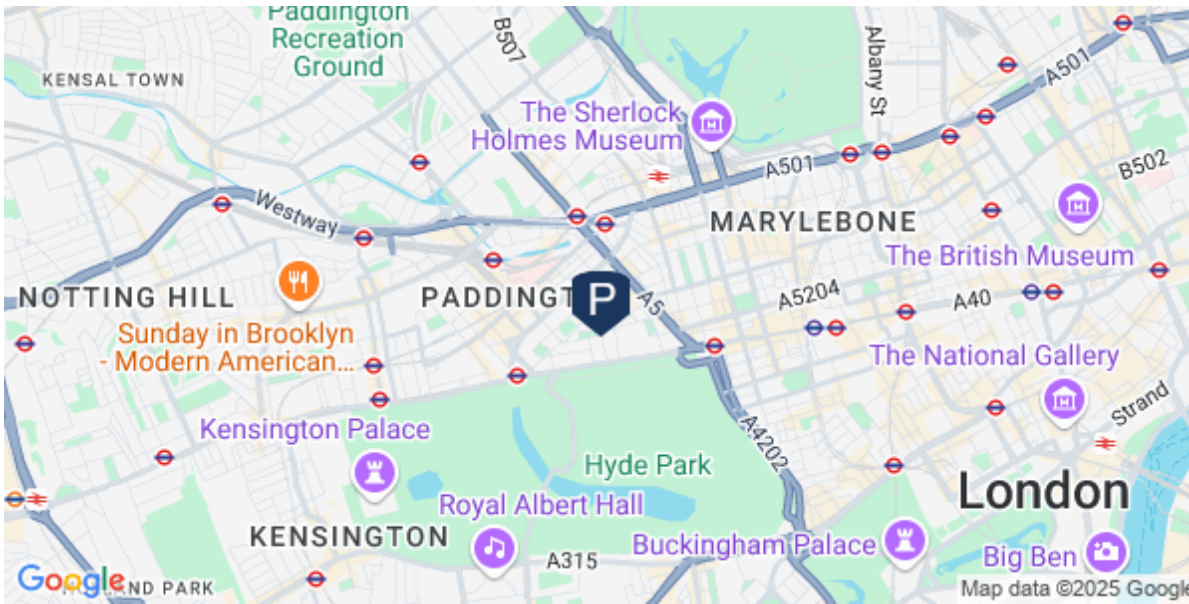 Paddington
Recreation
Ground
B507
Albany St
A501
KENSAL TOWN
The Sherlock
Holmes Museum
A501
B502
Westway
MARYLEBONE
The British Museum
NOTTING HILL
PADDINGT
P
A5
A5204
A40
Sunday in Brooklyn
- Modern American...
The National Gallery
Strand
Kensington Palace
A4202
Hyde Park
London
Royal Albert Hall
KENSINGTON
A315
Buckingham Palace
Big Ben
Google
ND PARK
Map data ©2025 Google